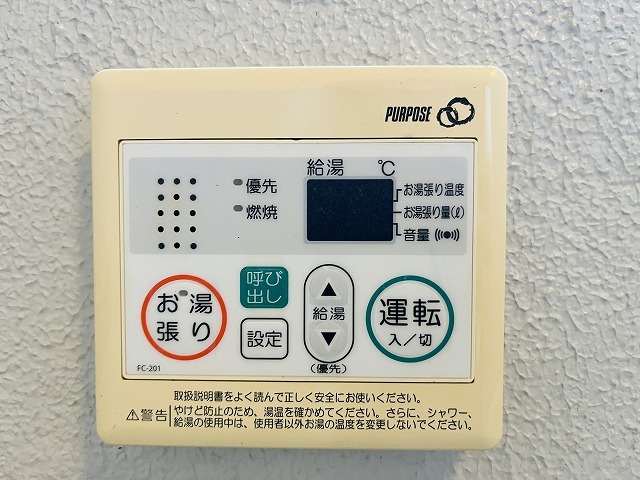 PURPOSE
給湯 ℃
優先
燃焼
お湯張り温度
お湯張り量(ℓ)
音量
お湯張り
呼び出し
設定
給湯
(優先)
運転
入／切
FC-201
取扱説明書をよく読んで正しく安全にお使いください。
警告 やけど防止のため、湯温を確かめてください。さらに、シャワー、
給湯の使用中は、使用者以外お湯の温度を変更しないでください。